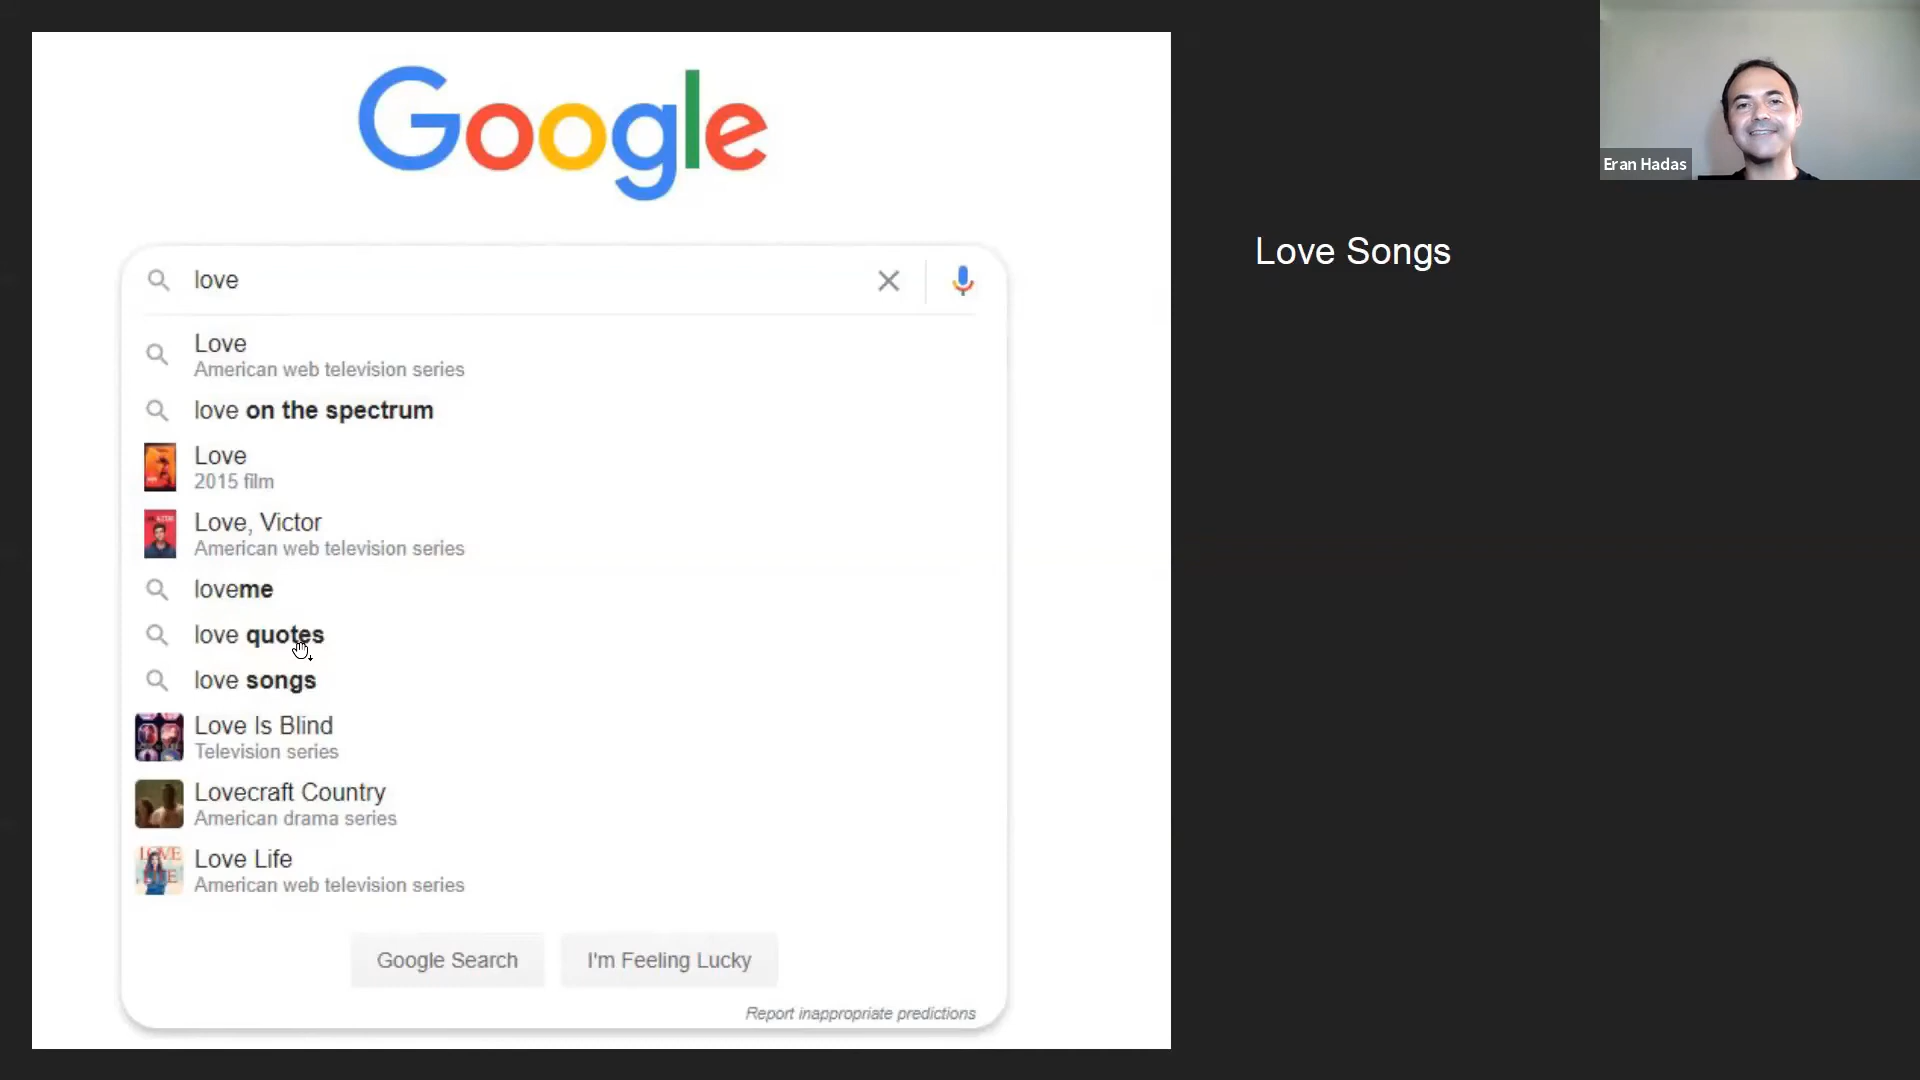 Google
love
Love
American web television series
love on the spectrum
Love
2015 film
Love, Victor
American web television series
loveme
love quotes
love songs
Love Is Blind
Television series
Lovecraft Country
American drama series
LOVE
Love Life
American web television series
Google Search
I'm Feeling Lucky
Report inappropriate predictions
Love Songs
Eran Hadas